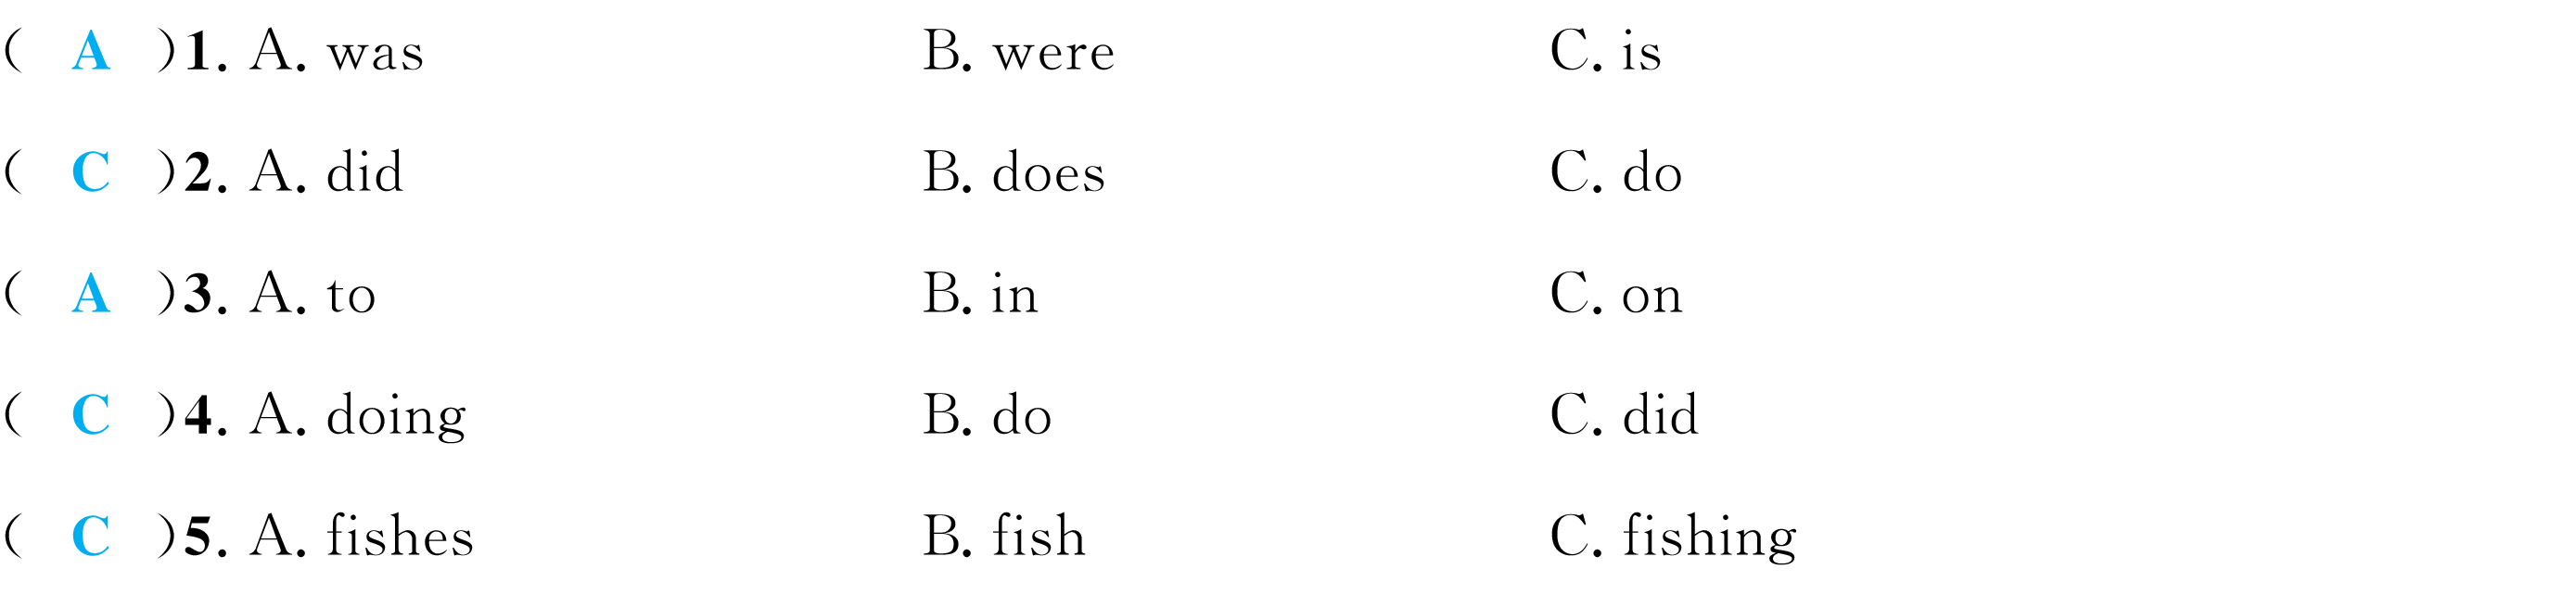 ( A )1. A. was B. were C. is
( C )2. A. did B. does C. do
( A )3. A. to B. in C. on
( C )4. A. doing B. do C. did
( C )5. A. fishes B. fish C. fishing